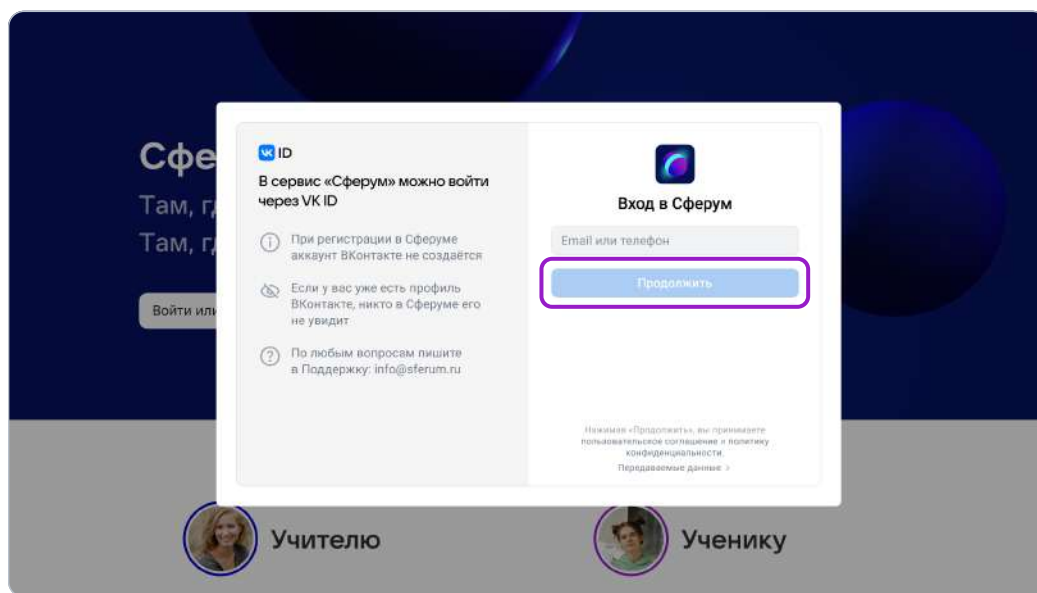 Сфе
Там, г
Там, г
Войти или
VK ID
В сервис «Сферум» можно войти
через VK ID
При регистрации в Сферуме
аккаунт ВКонтакте не создаётся
Если у вас уже есть профиль
ВКонтакте, никто в Сферуме его
не увидит
По любым вопросам пишите
в Поддержку: info@sferum.ru
Вход в Сферум
Email или телефон
Продолжить
Нажимая «Продолжить», вы принимаете
пользовательское соглашение и политику
конфиденциальности.
Передаваемые данные >
Учителю
Ученику